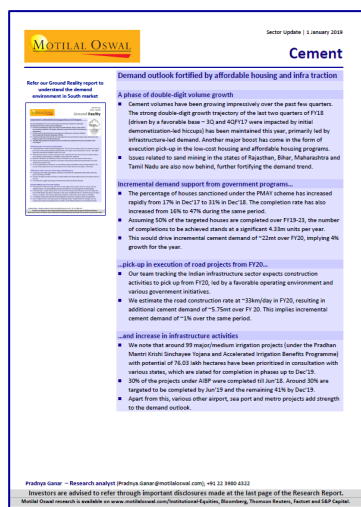 Sector Update | 1 January 2019
MOTILAL OSWAL
Cement
Refer our Ground Reality report to
understand the demand
environment in South market
Ground Reality
Demand outlook fortified by affordable housing and infra traction
A phase of double-digit volume growth
■ Cement volumes have been growing impressively over the past few quarters.
The strong double-growth trajectory of the last two quarters of FY18
(driven by a favorable base – 3Q and 4QFY17 were impacted by initial
demonetization-led hiccups) has been maintained this year, primarily led by
infrastructure-led demand. Another major boost has come in the form of
execution pick-up in the low-cost housing and affordable housing programs.
■ Issues related to sand mining in the states of Rajasthan, Bihar, Maharashtra and
Tamil Nadu are also now behind, further fortifying the demand trend.
Incremental demand support from government programs...
■ The percentage of houses sanctioned under the PMAY scheme has increased
rapidly from 17% in Dec'17 to 31% in Dec'18. The completion rate has also
increased from 16% to 47% during the same period.
■ Assuming 50% of the targeted houses are completed over FY19-23, the number
of completions to be achieved stands at a significant 4.33m units per year.
■ This would drive incremental cement demand of ~22mt over FY20, implying 4%
growth for the year.
...pick-up in execution of road projects from FY20...
■ Our team tracking the Indian infrastructure sector expects construction
activities to pick up from FY20, led by a favorable operating environment and
various government initiatives.
■ We estimate the road construction rate at ~33km/day in FY20, resulting in
additional cement demand of ~5.75mt over FY 20. This implies incremental
cement demand of ~1% over the same period.
...and increase in infrastructure activities
■ We note that around 99 major/medium irrigation projects (under the Pradhan
Mantri Krishi Sinchayee Yojana and Accelerated Irrigation Benefits Programme)
with potential of 76.03 lakh hectares have been prioritized in consultation with
various states, which are slated for completion in phases up to Dec'19.
■ 30% of the projects under AIBP were completed till Jun'18. Around 30% are
targeted to be completed by Jun'19 and the remaining 41% by Dec'19.
■ Apart from this, various other airport, sea port and metro projects add strength
to the demand outlook.
Pradnya Ganar – Research analyst (Pradnya.Ganar@motilaloswal.com); +91 22 3980 4322
Investors are advised to refer through important disclosures made at the last page of the Research Report.
Motilal Oswal research is available on www.motilaloswal.com/Institutional-Equities, Bloomberg, Thomson Reuters, Factset and S&P Capital.